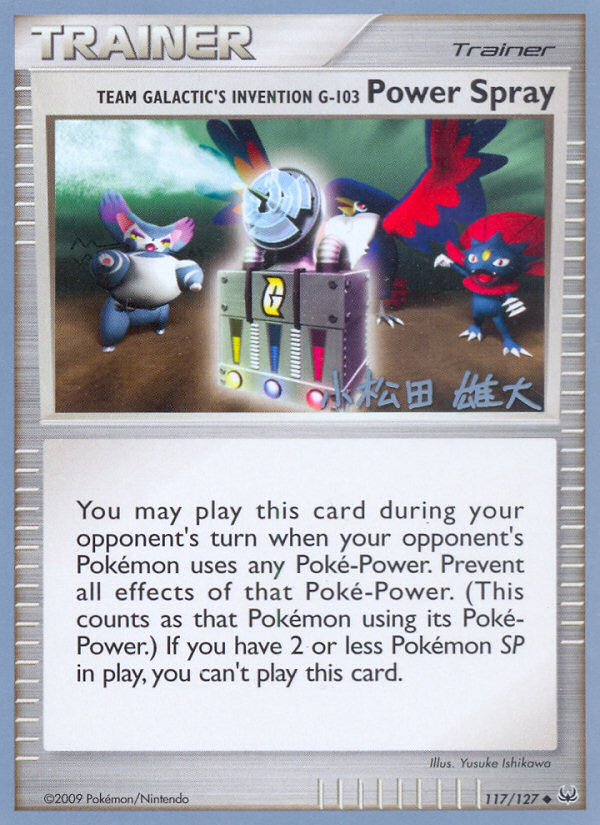 TRAINER
Trainer
TEAM GALACTIC'S INVENTION G-103 Power Spray
G
小松田 雄大
You may play this card during your
opponent's turn when your opponent's
Pokémon uses any Poké-Power. Prevent
all effects of that Poké-Power. (This
counts as that Pokémon using its Poké-
Power.) If you have 2 or less Pokémon SP
in play, you can't play this card.
Illus. Yusuke Ishikawa
©2009 Pokémon/Nintendo
117/127